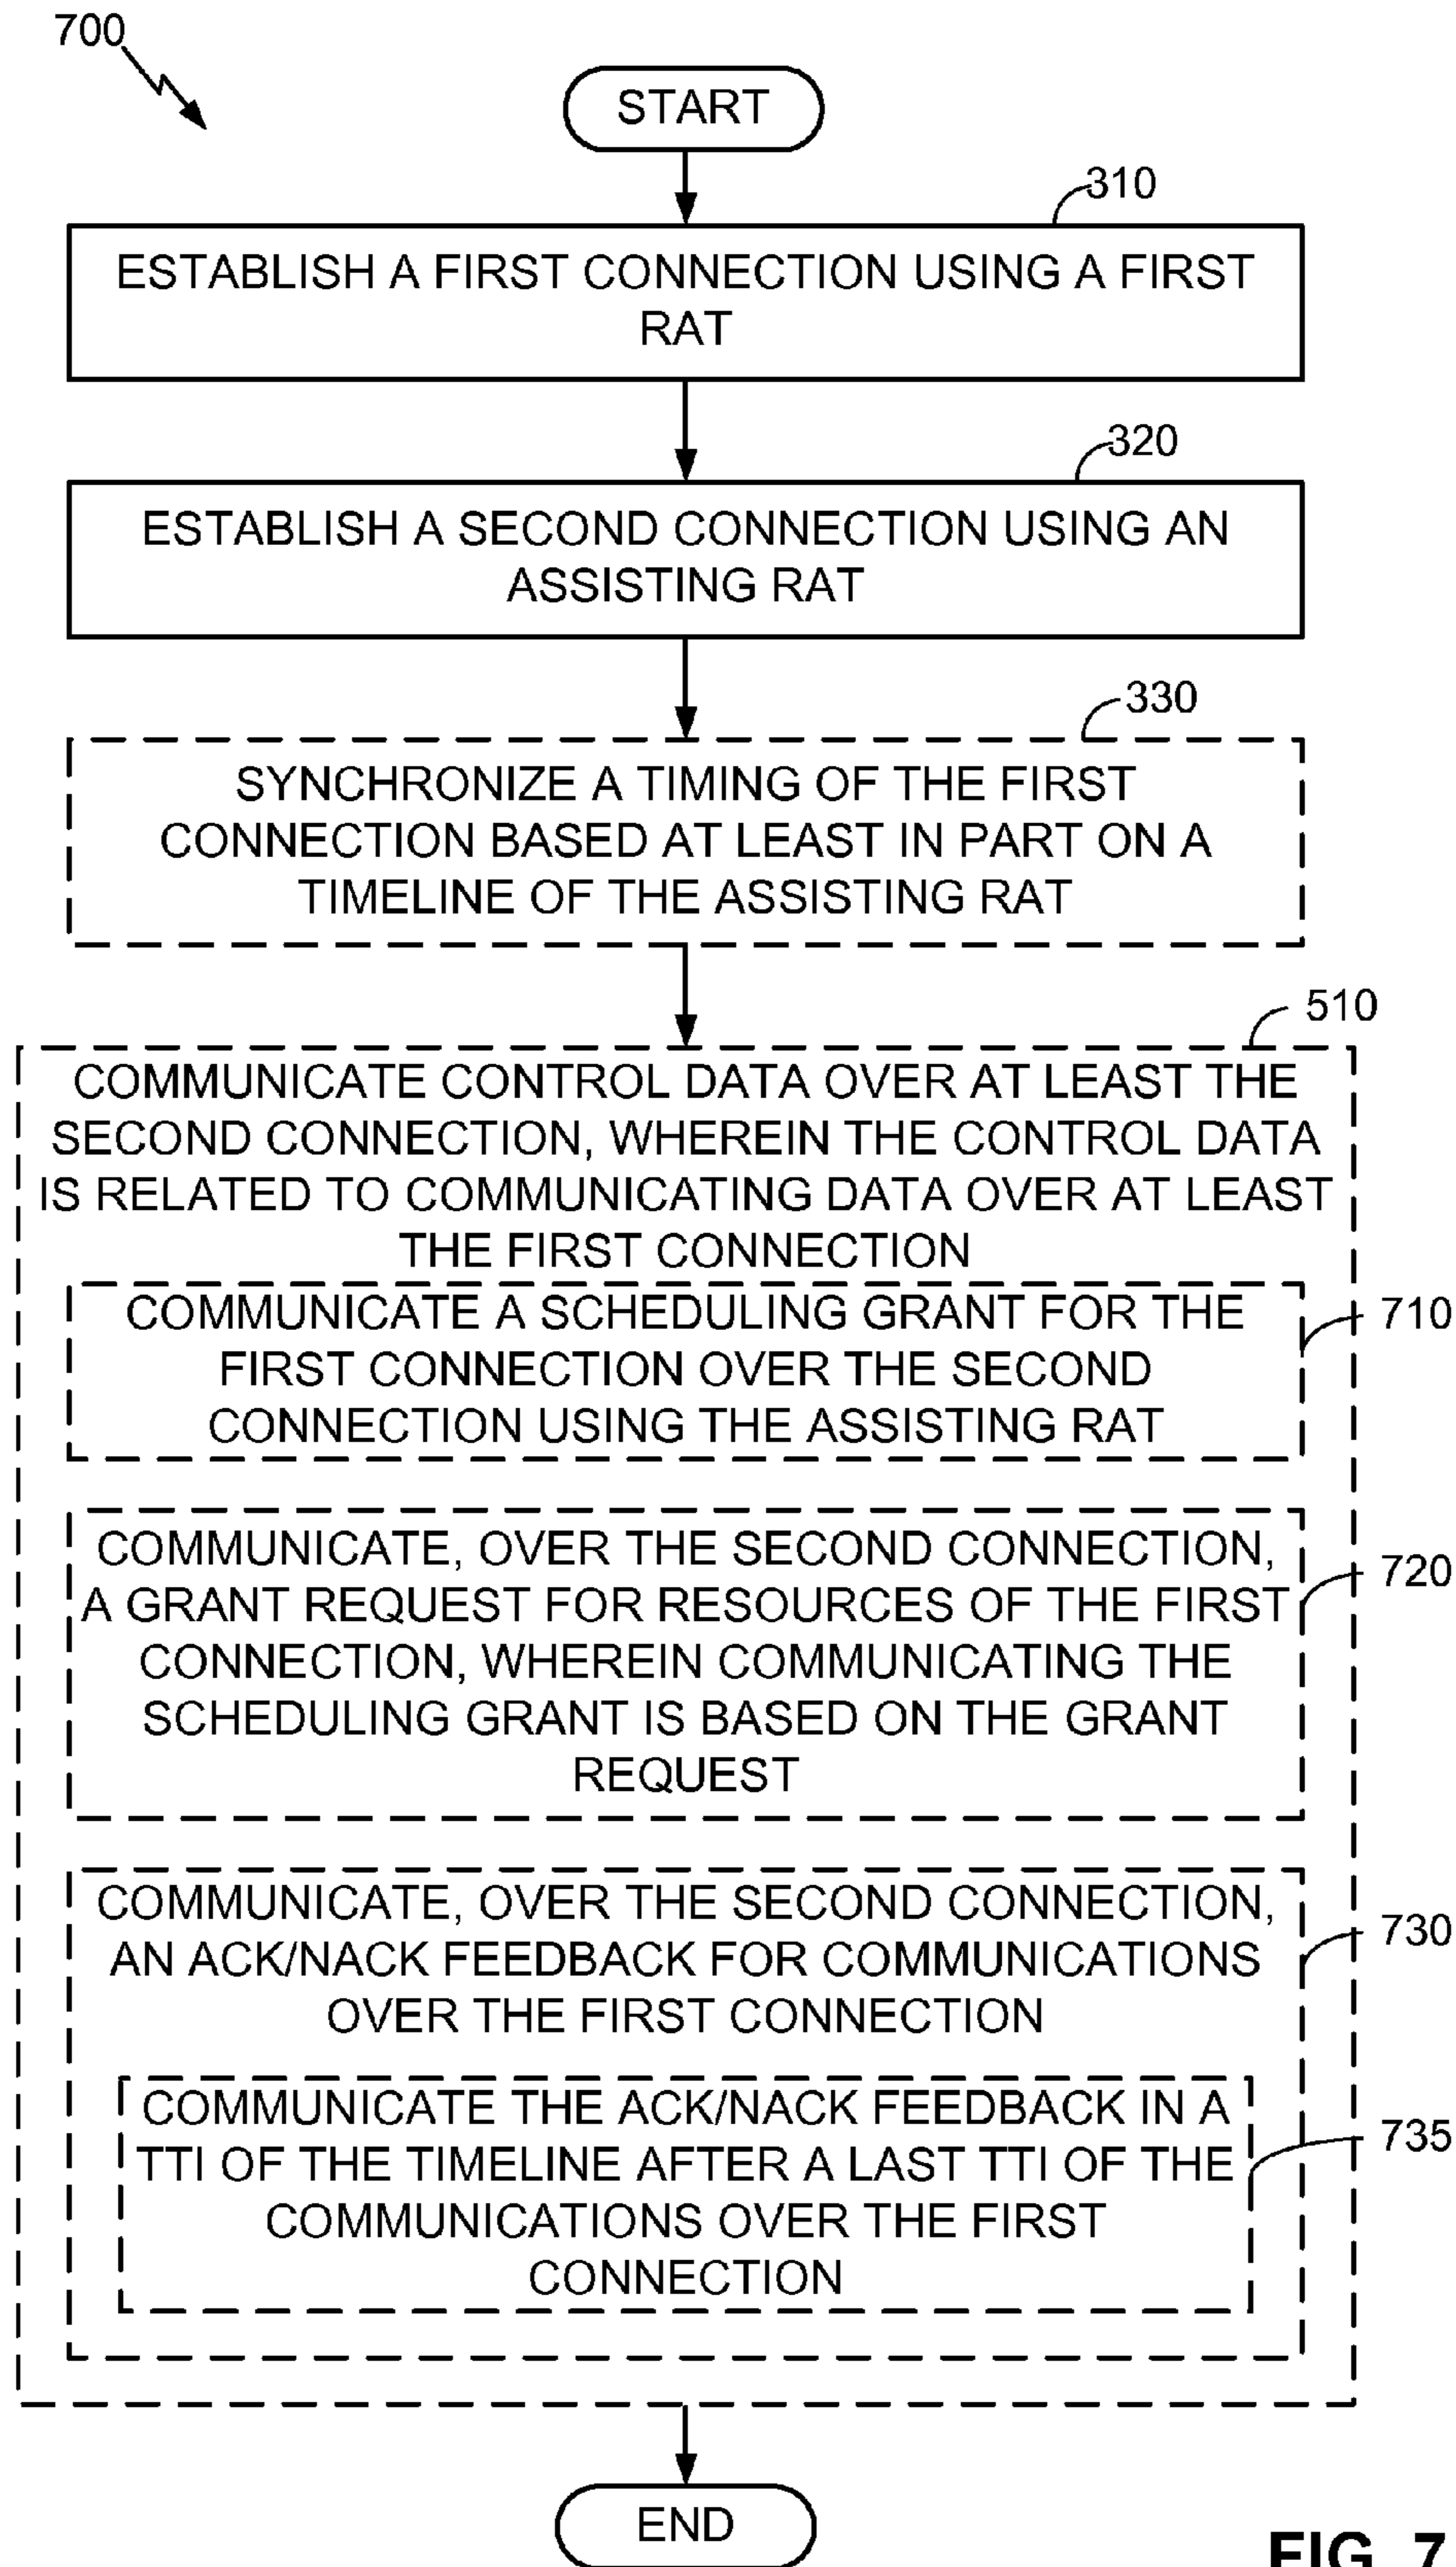 700
START
310
ESTABLISH A FIRST CONNECTION USING A FIRST
RAT
320
ESTABLISH A SECOND CONNECTION USING AN
ASSISTING RAT
330
SYNCHRONIZE A TIMING OF THE FIRST
CONNECTION BASED AT LEAST IN PART ON A
TIMELINE OF THE ASSISTING RAT
510
COMMUNICATE CONTROL DATA OVER AT LEAST THE
SECOND CONNECTION, WHEREIN THE CONTROL DATA
IS RELATED TO COMMUNICATING DATA OVER AT LEAST
THE FIRST CONNECTION
710
COMMUNICATE A SCHEDULING GRANT FOR THE
FIRST CONNECTION OVER THE SECOND
CONNECTION USING THE ASSISTING RAT
720
COMMUNICATE, OVER THE SECOND CONNECTION,
A GRANT REQUEST FOR RESOURCES OF THE FIRST
CONNECTION, WHEREIN COMMUNICATING THE
SCHEDULING GRANT IS BASED ON THE GRANT
REQUEST
730
COMMUNICATE, OVER THE SECOND CONNECTION,
AN ACK/NACK FEEDBACK FOR COMMUNICATIONS
OVER THE FIRST CONNECTION
735
COMMUNICATE THE ACK/NACK FEEDBACK IN A
TTI OF THE TIMELINE AFTER A LAST TTI OF THE
COMMUNICATIONS OVER THE FIRST
CONNECTION
END
FIG. 7